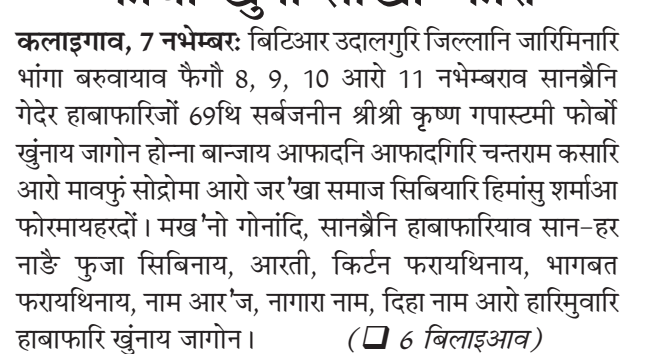 कलाइगाव, 7 नभेम्बर: बिटिआर उदालगुरि जिल्लानि जारिमिनारि
भांगा बरुवायाव फैगौ 8, 9, 10 आरो 11 नभेम्बराव सानब्रैनि
गेदेर हाबाफारिजों 69थि सर्बजनीन श्रीश्री कृष्ण गपास्टमी फोर्बो
खुंनाय जागोन होन्ना बान्जाय आफादनि आफादगिरि चन्तराम कसारि
आरो मावफुं सोद्रोमा आरो जर'खा समाज सिबियारि हिमांसु शर्माआ
फोरमायहरदों। मख'नो गोनांदि, सानब्रैनि हाबाफारियाव सान-हर
नाङै फुजा सिबिनाय, आरती, किर्टन फरायथिनाय, भागबत
फरायथिनाय, नाम आर'ज, नागारा नाम, दिहा नाम आरो हारिमुवारि
हाबाफारि खुंनाय जागोन। (❑ 6 बिलाइआव)